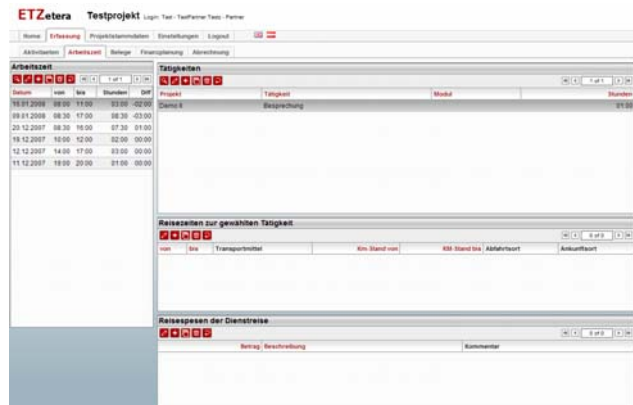 ETZetera Testprojekt Login: Test - TestPartner Testc - Partner
Home Erfassung Projektstammdaten Einstellungen Logout
Aktivitaeten Arbeitszeit Belege Finanzplanung Abrechnung
Arbeitszeit
1 of 1
Datum von bis Stunden Diff
16.01.2008 08:00 11:00 03:00 -02:00
09.01.2008 08:30 17:00 08:30 -03:00
20.12.2007 08:30 16:00 07:30 01:00
19.12.2007 10:00 12:00 02:00 00:00
12.12.2007 14:00 17:00 03:00 00:00
11.12.2007 19:00 20:00 01:00 00:00
Tätigkeiten
1 of 1
Projekt Tätigkeit Modul Stunden
Demo II Besprechung 01:00
Reisezeiten zur gewählten Tätigkeit
0 of 0
von bis Transportmittel Km-Stand von KM-Stand bis Abfahrtsort Ankunftsort
Reisespesen der Dienstreise
0 of 0
Betrag Beschreibung Kommentar